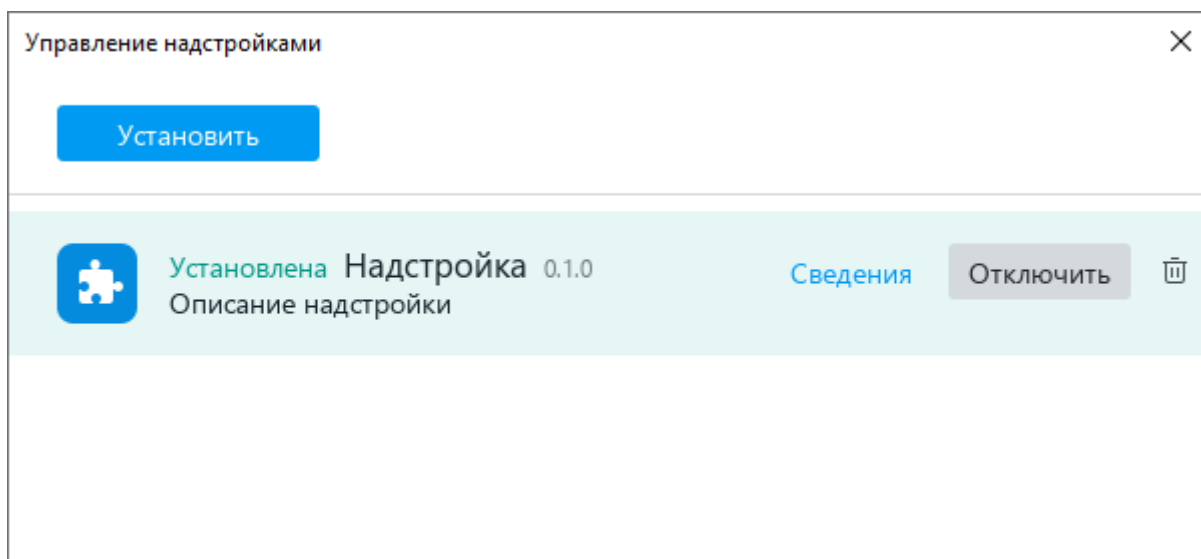 Управление надстройками
Установить
Установлена Надстройка 0.1.0 Сведения Отключить
Описание надстройки